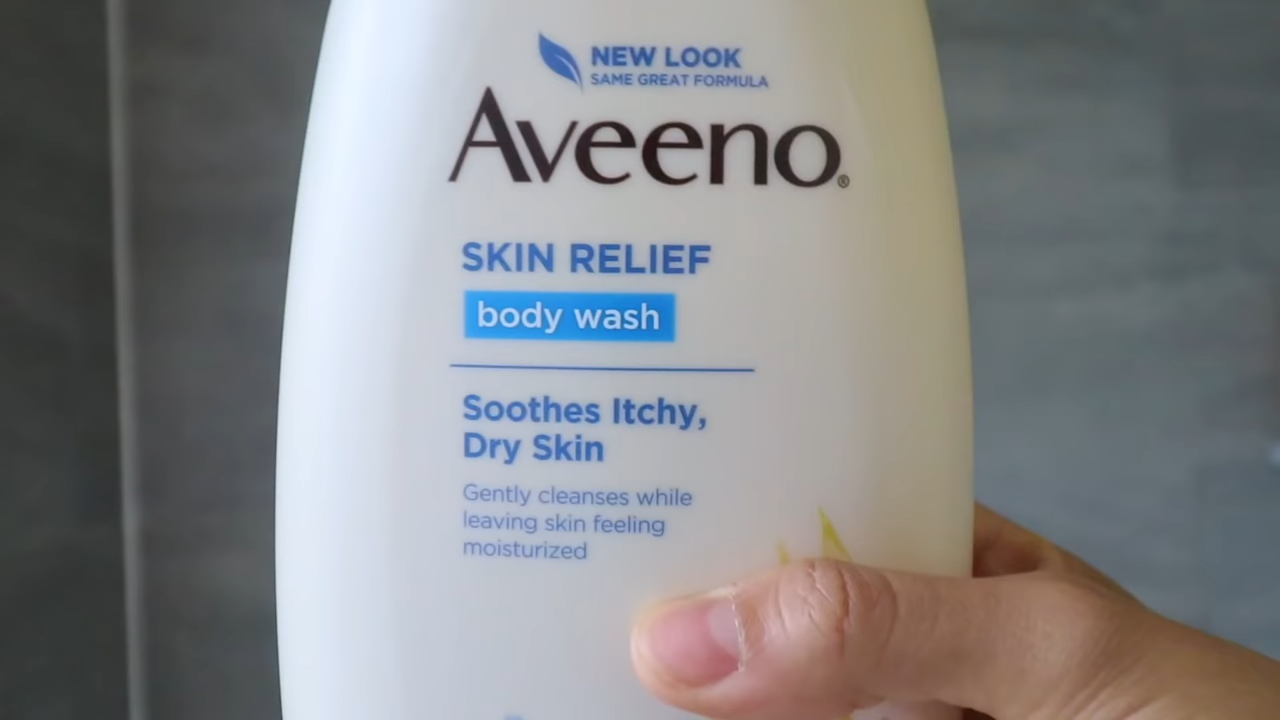 NEW LOOK
SAME GREAT FORMULA
Aveeno®
SKIN RELIEF
body wash
Soothes Itchy,
Dry Skin
Gently cleanses while
leaving skin feeling
moisturized